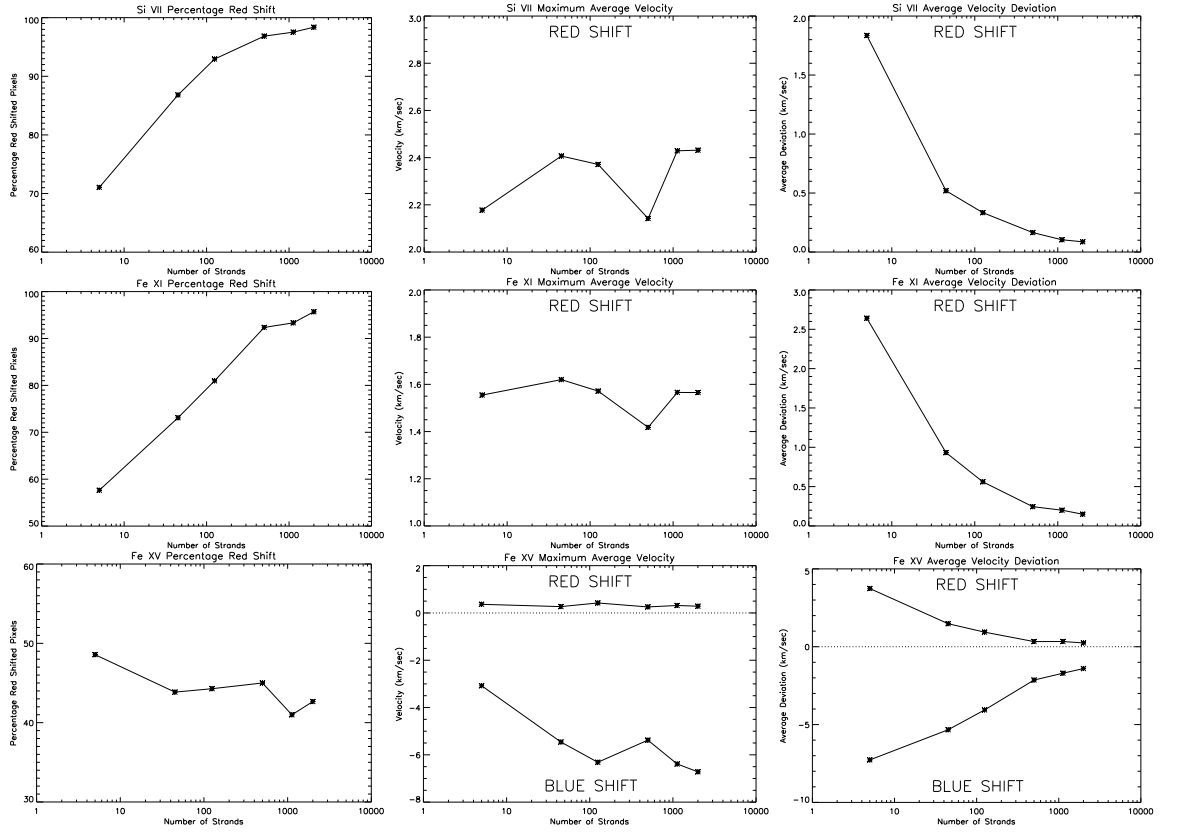 Si VII Percentage Red Shift
100
90
80
70
60
Percentage Red Shifted Pixels
1
10
100
1000
10000
Number of Strands
Si VII Maximum Average Velocity
RED SHIFT
3.0
2.8
2.6
2.4
2.2
2.0
Velocity (km/sec)
1
10
100
1000
10000
Number of Strands
Si VII Average Velocity Deviation
RED SHIFT
2.0
1.5
1.0
0.5
0.0
Average Deviation (km/sec)
1
10
100
1000
10000
Number of Strands
Fe XI Percentage Red Shift
100
90
80
70
60
50
Percentage Red Shifted Pixels
1
10
100
1000
10000
Number of Strands
Fe XI Maximum Average Velocity
RED SHIFT
2.0
1.8
1.6
1.4
1.2
1.0
Velocity (km/sec)
1
10
100
1000
10000
Number of Strands
Fe XI Average Velocity Deviation
RED SHIFT
3.0
2.5
2.0
1.5
1.0
0.5
0.0
Average Deviation (km/sec)
1
10
100
1000
10000
Number of Strands
Fe XV Percentage Red Shift
60
50
40
30
Percentage Red Shifted Pixels
1
10
100
1000
10000
Number of Strands
Fe XV Maximum Average Velocity
RED SHIFT
2
0
−2
−4
−6
−8
Velocity (km/sec)
BLUE SHIFT
1
10
100
1000
10000
Number of Strands
Fe XV Average Velocity Deviation
RED SHIFT
5
0
−5
−10
Average Deviation (km/sec)
BLUE SHIFT
1
10
100
1000
10000
Number of Strands